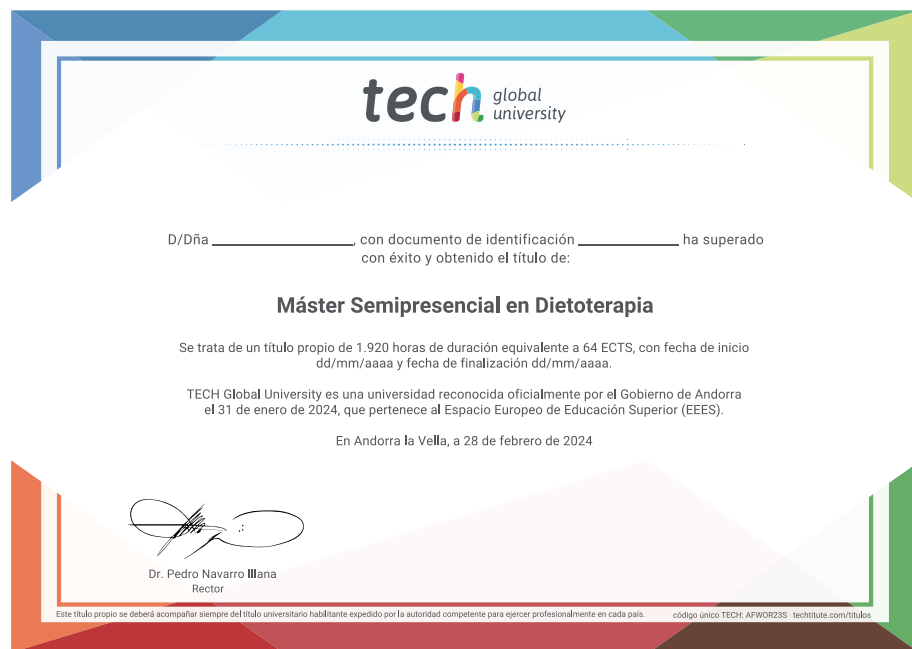 tech global university
D/Dña ____________________, con documento de identificación ______________ ha superado
con éxito y obtenido el título de:
Máster Semipresencial en Dietoterapia
Se trata de un título propio de 1.920 horas de duración equivalente a 64 ECTS, con fecha de inicio
dd/mm/aaaa y fecha de finalización dd/mm/aaaa.
TECH Global University es una universidad reconocida oficialmente por el Gobierno de Andorra
el 31 de enero de 2024, que pertenece al Espacio Europeo de Educación Superior (EEES).
En Andorra la Vella, a 28 de febrero de 2024
Dr. Pedro Navarro Illana
Rector
Este título propio se deberá acompañar siempre del título universitario habilitante expedido por la autoridad competente para ejercer profesionalmente en cada país. código único TECH: AFWOR23S techtitute.com/titulos